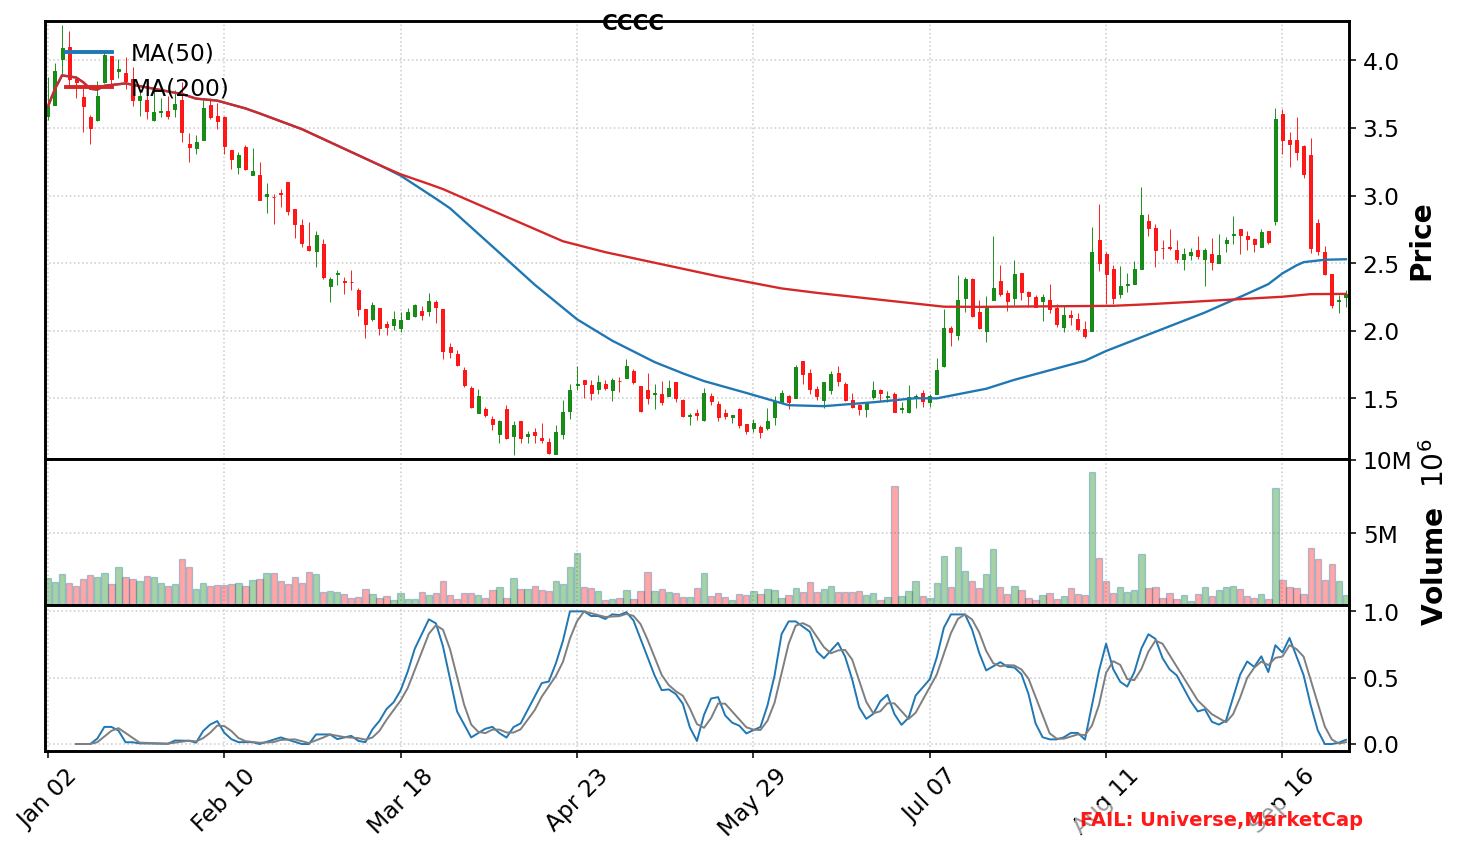 CCCC
MA(50)
MA(200)
4.0
3.5
3.0
2.5
2.0
1.5
Price
10M
5M
Volume 10^6
1.0
0.5
0.0
Jan 02
Feb 10
Mar 18
Apr 23
May 29
Jul 07
Aug 11
Sep 16
FAIL: Universe,MarketCap